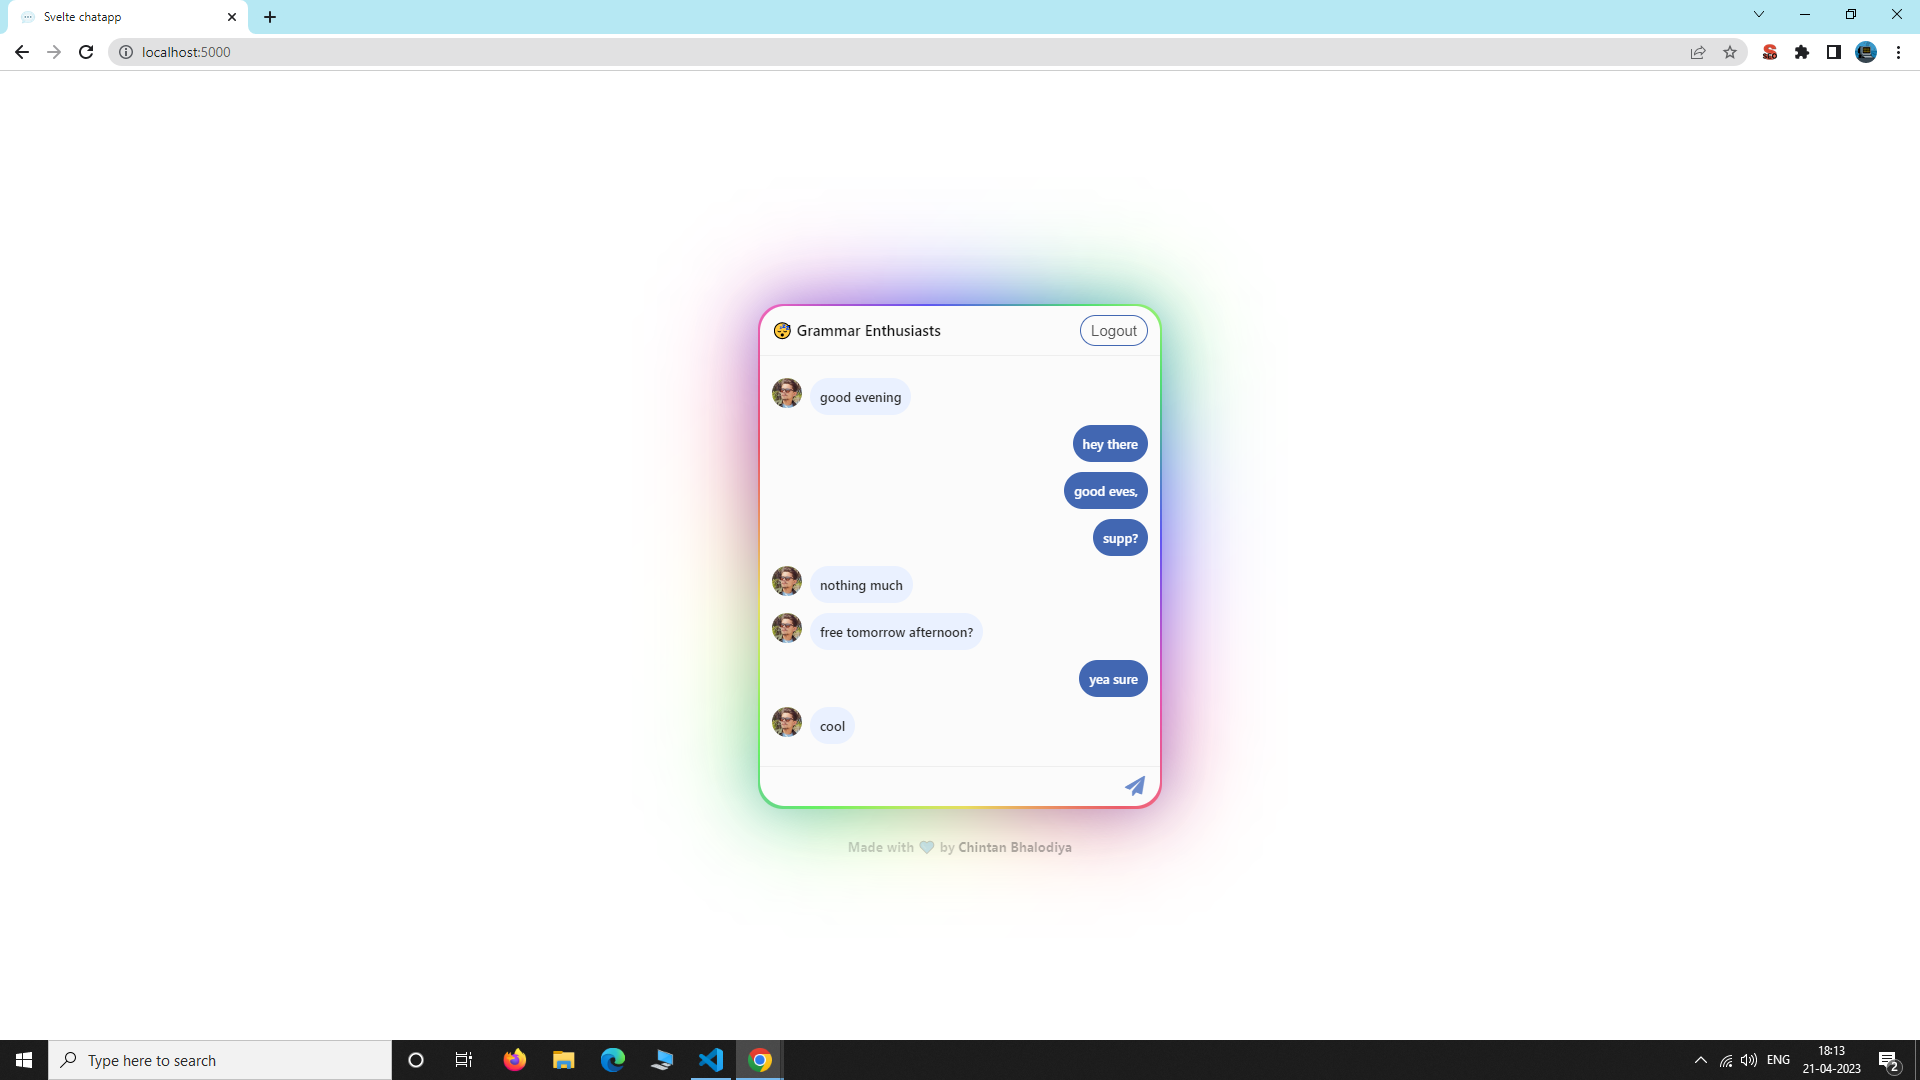 Svelte chatapp
localhost:5000
SEO
😴 Grammar Enthusiasts
Logout
good evening
hey there
good eves,
supp?
nothing much
free tomorrow afternoon?
yea sure
cool
Made with 🩵 by Chintan Bhalodiya
Type here to search
ENG
18:13
21-04-2023
2